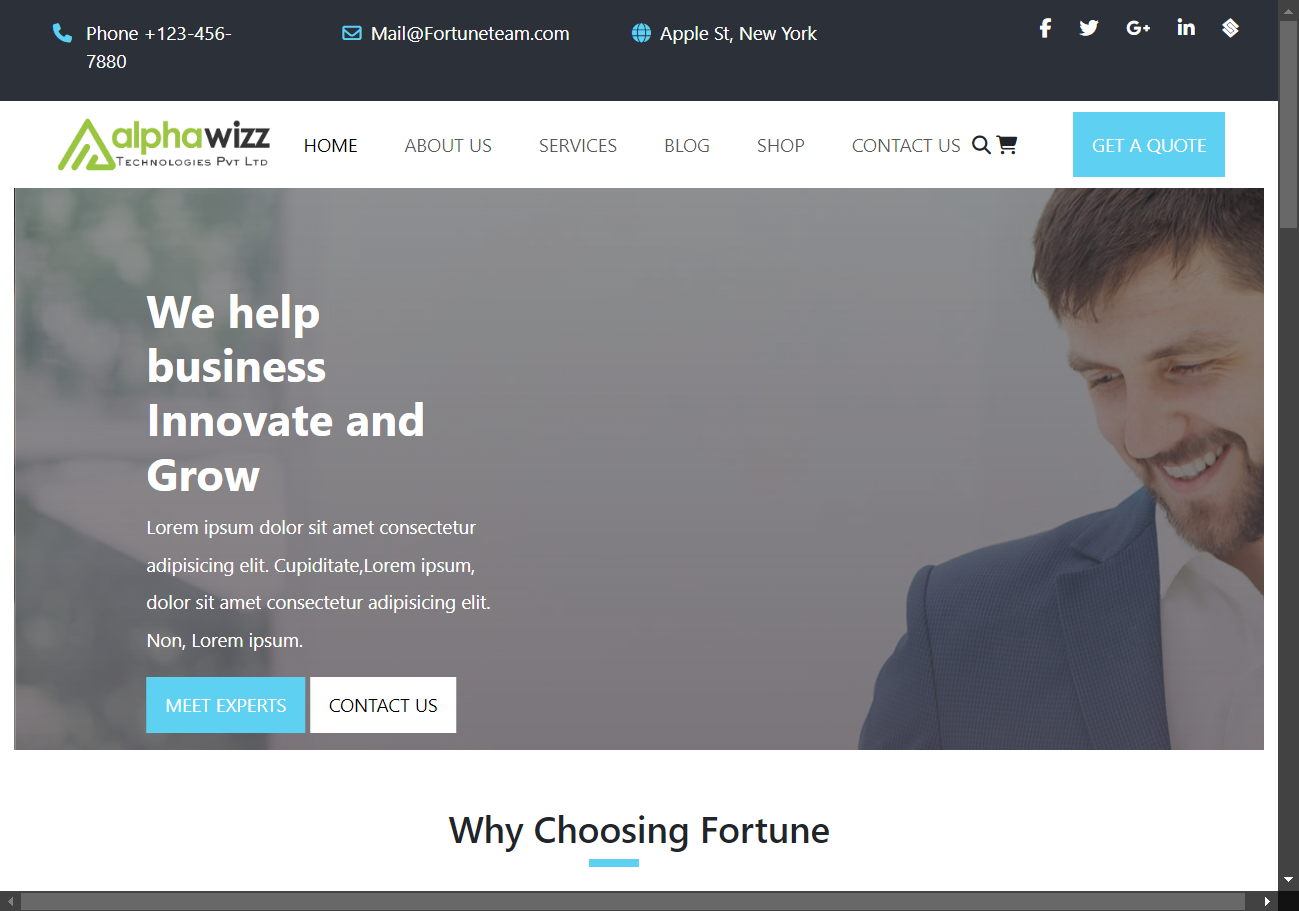 Phone +123-456-
7880
Mail@Fortuneteam.com
Apple St, New York
alphawizz
Technologies Pvt Ltd
HOME
ABOUT US
SERVICES
BLOG
SHOP
CONTACT US
GET A QUOTE
We help
business
Innovate and
Grow
Lorem ipsum dolor sit amet consectetur
adipisicing elit. Cupiditate,Lorem ipsum,
dolor sit amet consectetur adipisicing elit.
Non, Lorem ipsum.
MEET EXPERTS
CONTACT US
Why Choosing Fortune